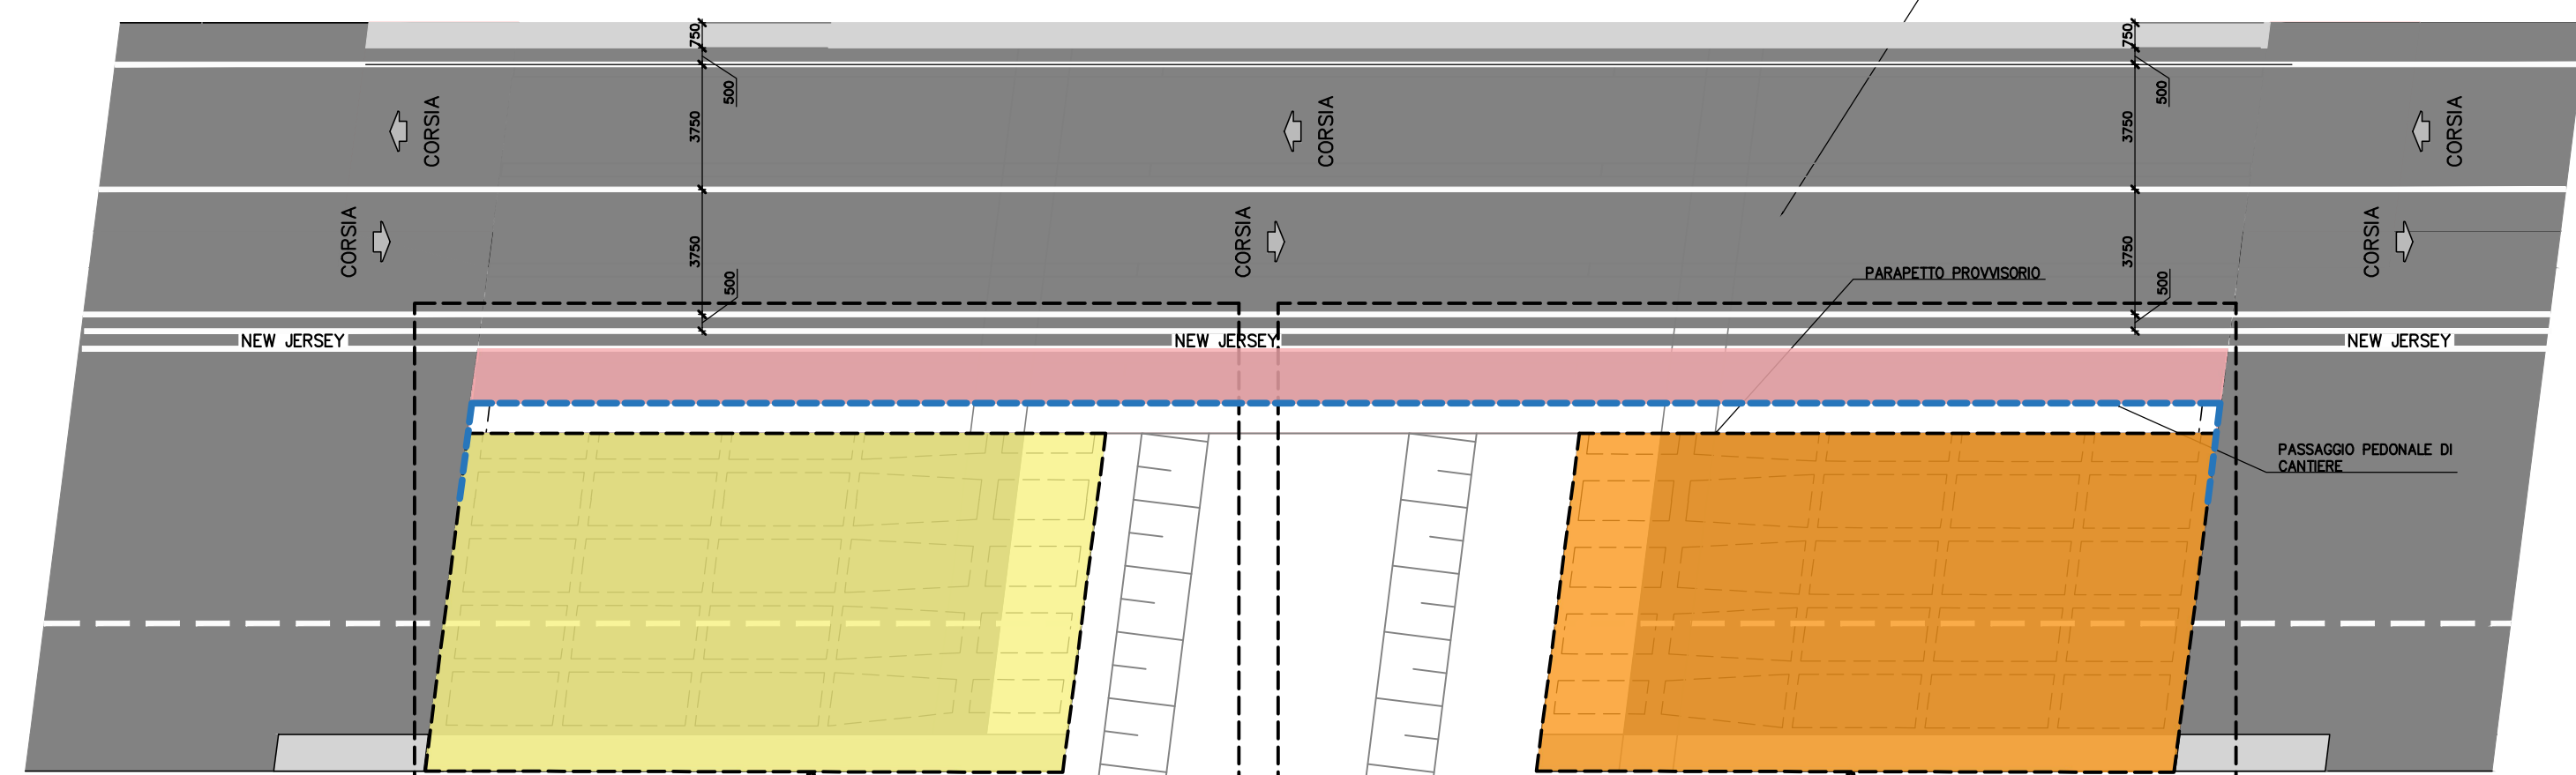 750
750
500
500
3750
3750
CORSIA
CORSIA
CORSIA
CORSIA
CORSIA
CORSIA
3750
3750
500
500
PARAPETTO PROVVISORIO
NEW JERSEY
NEW JERSEY
NEW JERSEY
PASSAGGIO PEDONALE DI
CANTIERE